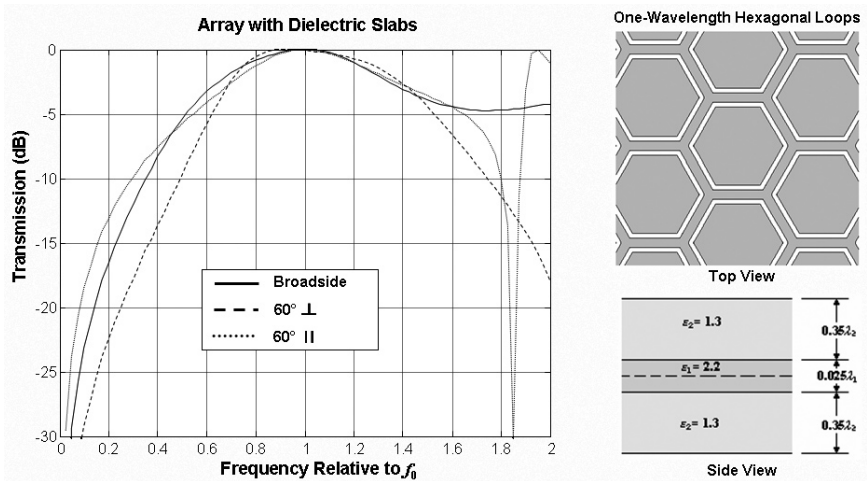 Array with Dielectric Slabs
Transmission (dB)
0
-5
-10
-15
-20
-25
-30
0
0.2
0.4
0.6
0.8
1
1.2
1.4
1.6
1.8
2
Frequency Relative to f₀
Broadside
60° ⊥
60° II
One-Wavelength Hexagonal Loops
Top View
ε₂= 1.3
0.35λ₂
ε₁= 2.2
0.025λ₁
ε₂= 1.3
0.35λ₂
Side View